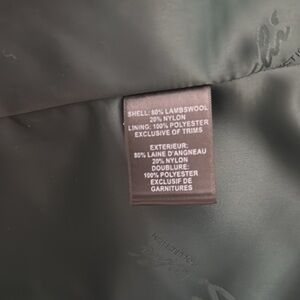 SHELL: 80% LAMBSWOOL
20% NYLON
LINING: 100% POLYESTER
EXCLUSIVE OF TRIMS
EXTERIEUR:
80% LAINE D'ANGNEAU
20% NYLON
DOUBLURE:
100% POLYESTER
EXCLUSIF DE
GARNITURES